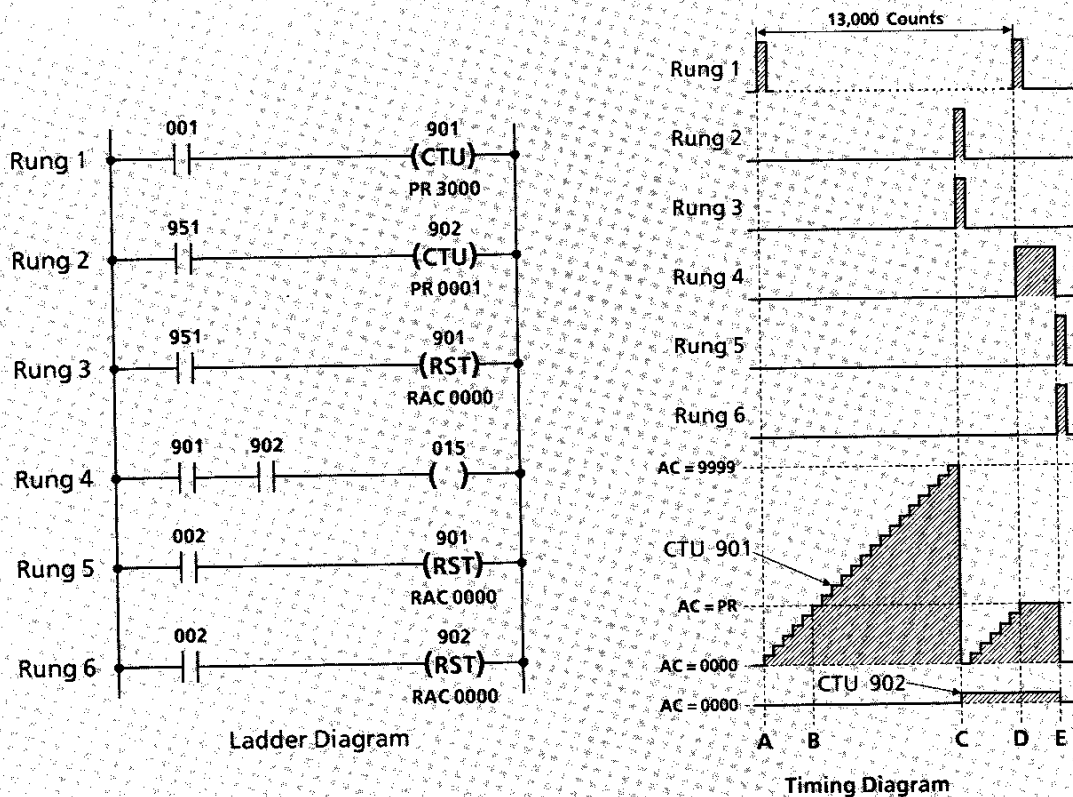 001 901
Rung 1 (CTU)
PR 3000
951 902
Rung 2 (CTU)
PR 0001
951 901
Rung 3 (RST)
RAC 0000
901 902 015
Rung 4 ( )
002 901
Rung 5 (RST)
RAC 0000
002 902
Rung 6 (RST)
RAC 0000
Ladder Diagram
13,000 Counts
Rung 1
Rung 2
Rung 3
Rung 4
Rung 5
Rung 6
AC = 9999
CTU 901
AC = PR
AC = 0000
CTU 902
AC = 0000
A B C D E
Timing Diagram